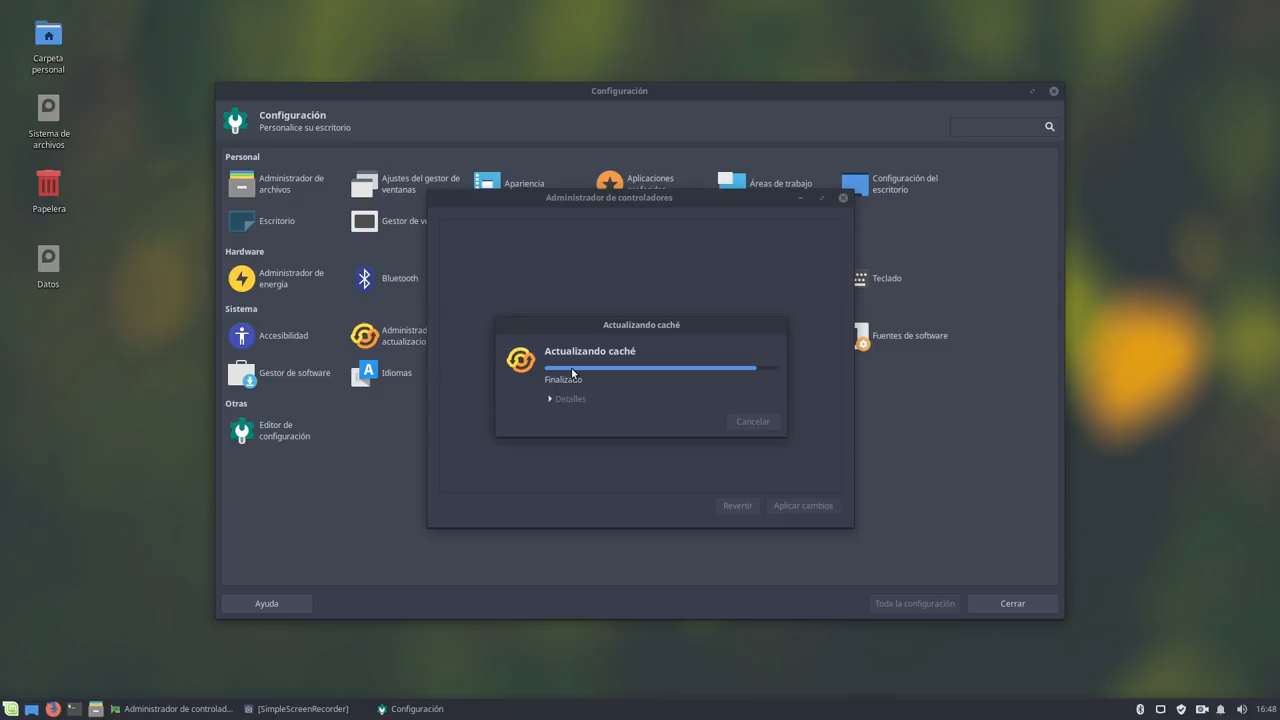 Carpeta
personal
Sistema de
archivos
Papelera
Datos
Configuración
Configuración
Personalice su escritorio
Personal
Administrador de
archivos
Ajustes del gestor de
ventanas
Apariencia
Aplicaciones
Áreas de trabajo
Configuración del
escritorio
Escritorio
Gestor de
Hardware
Administrador de
energía
Bluetooth
Teclado
Sistema
Accesibilidad
Administrad
actualizacio
Fuentes de software
Gestor de software
Idiomas
Otras
Editor de
configuración
Ayuda
Toda la configuración
Cerrar
Administrador de controladores
Revertir
Aplicar cambios
Actualizando caché
Actualizando caché
Finalizado
Detalles
Cancelar
Administrador de controlad...
[SimpleScreenRecorder]
Configuración
16:48